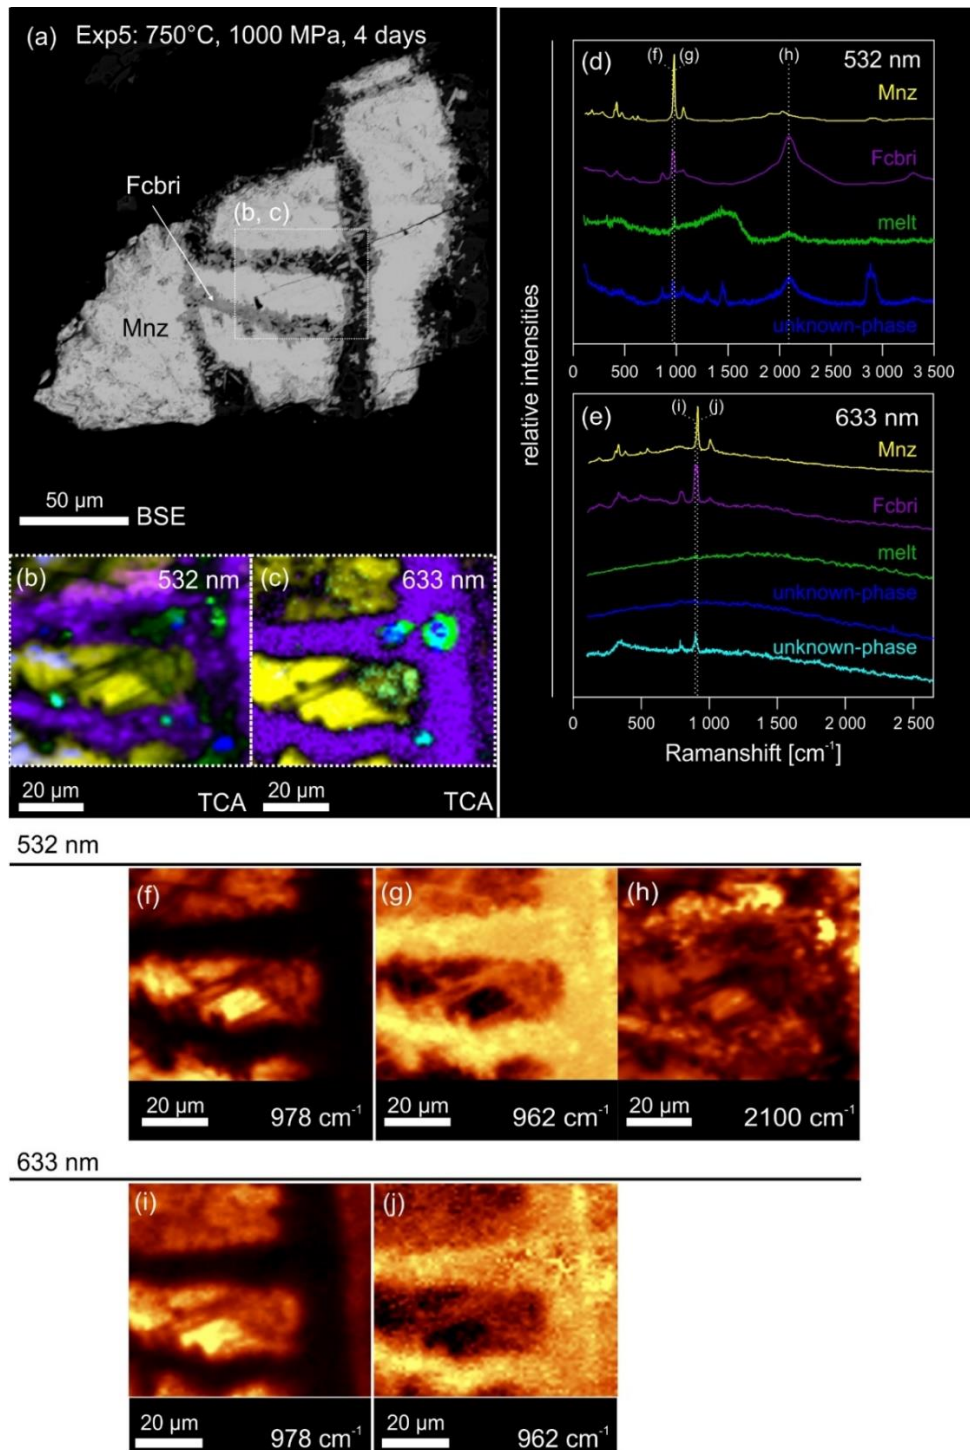 (a) Exp5: 750°C, 1000 MPa, 4 days
Fcbri
(b, c)
Mnz
50 µm
BSE
(b) 532 nm
(c) 633 nm
20 µm
TCA
20 µm
TCA
relative intensities
(d) (f) (g) (h) 532 nm
Mnz
Fcbri
melt
unknown-phase
0 500 1 000 1 500 2 000 2 500 3 000 3 500
(e) (i) (j) 633 nm
Mnz
Fcbri
melt
unknown-phase
unknown-phase
0 500 1 000 1 500 2 000 2 500
Ramanshift [cm⁻¹]
532 nm
(f) (g) (h)
20 µm 978 cm⁻¹
20 µm 962 cm⁻¹
20 µm 2100 cm⁻¹
633 nm
(i) (j)
20 µm 978 cm⁻¹
20 µm 962 cm⁻¹